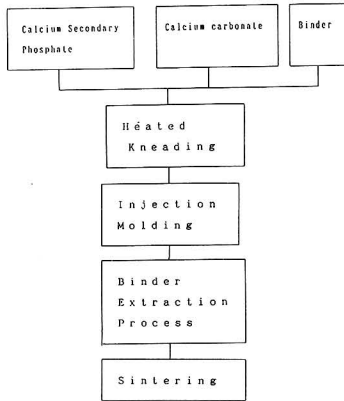 Calcium Secondary
Phosphate
Calcium carbonate
Binder
Héated
Kneading
Injection
Molding
Binder
Extraction
Process
Sintering